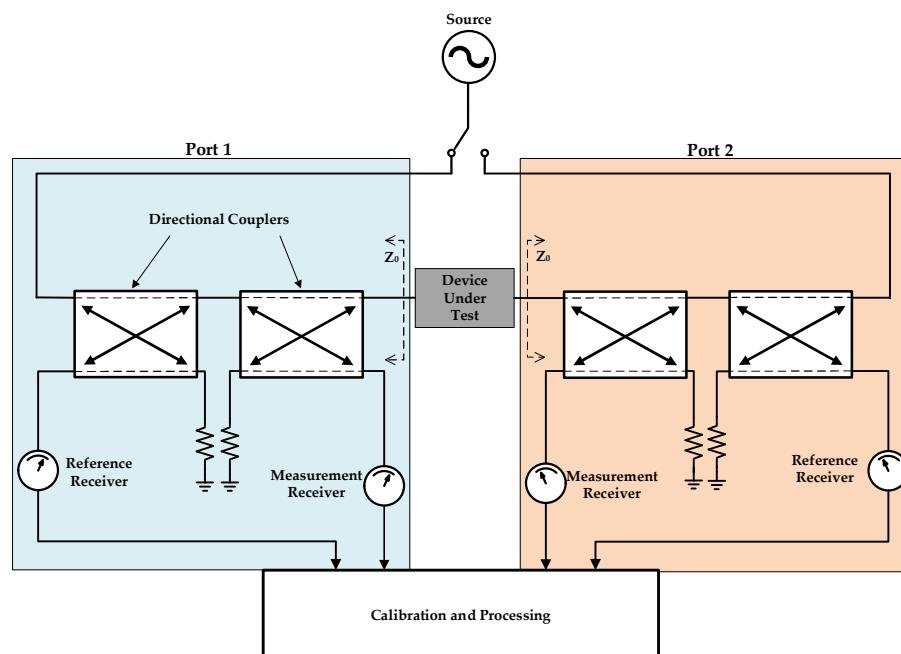 Source
Port 1
Port 2
Directional Couplers
Z0
Z0
Device
Under
Test
Reference
Receiver
Measurement
Receiver
Measurement
Receiver
Reference
Receiver
Calibration and Processing